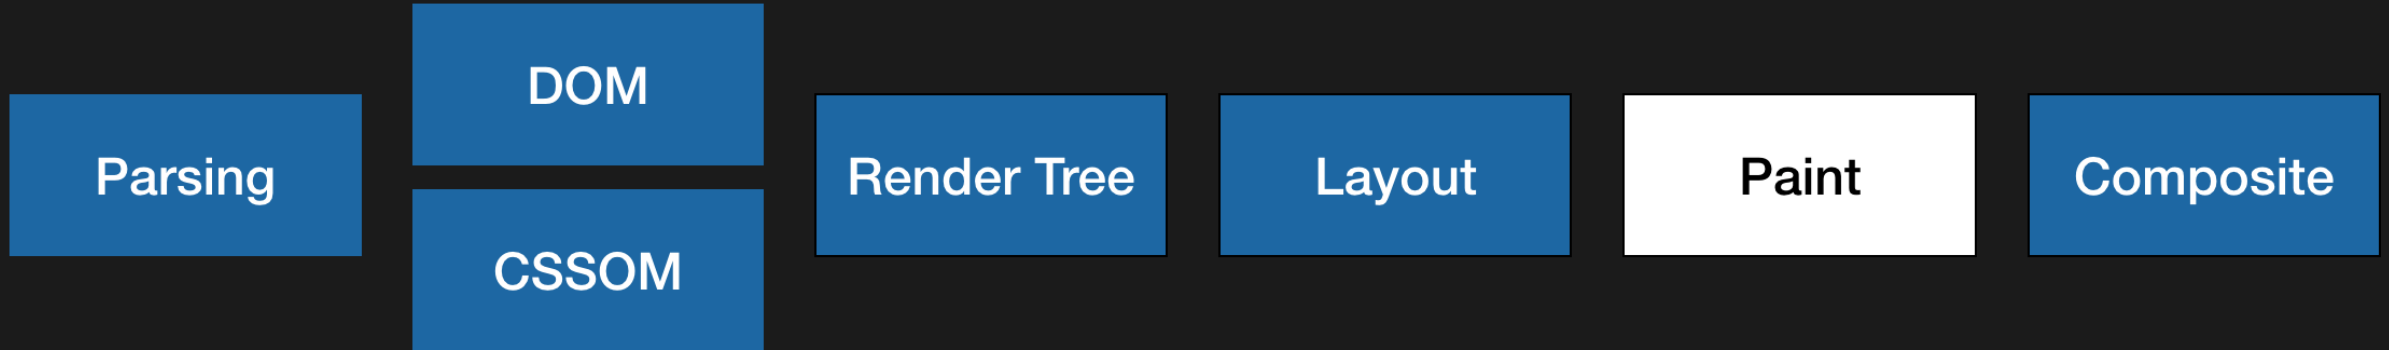 Parsing
DOM
CSSOM
Render Tree
Layout
Paint
Composite